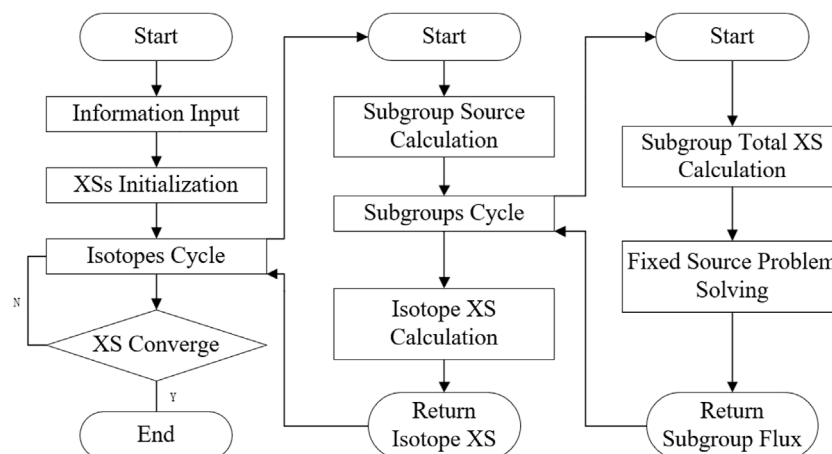 Start
Information Input
XSs Initialization
Isotopes Cycle
N
XS Converge
Y
End
Start
Subgroup Source
Calculation
Subgroups Cycle
Isotope XS
Calculation
Return
Isotope XS
Start
Subgroup Total XS
Calculation
Fixed Source Problem
Solving
Return
Subgroup Flux